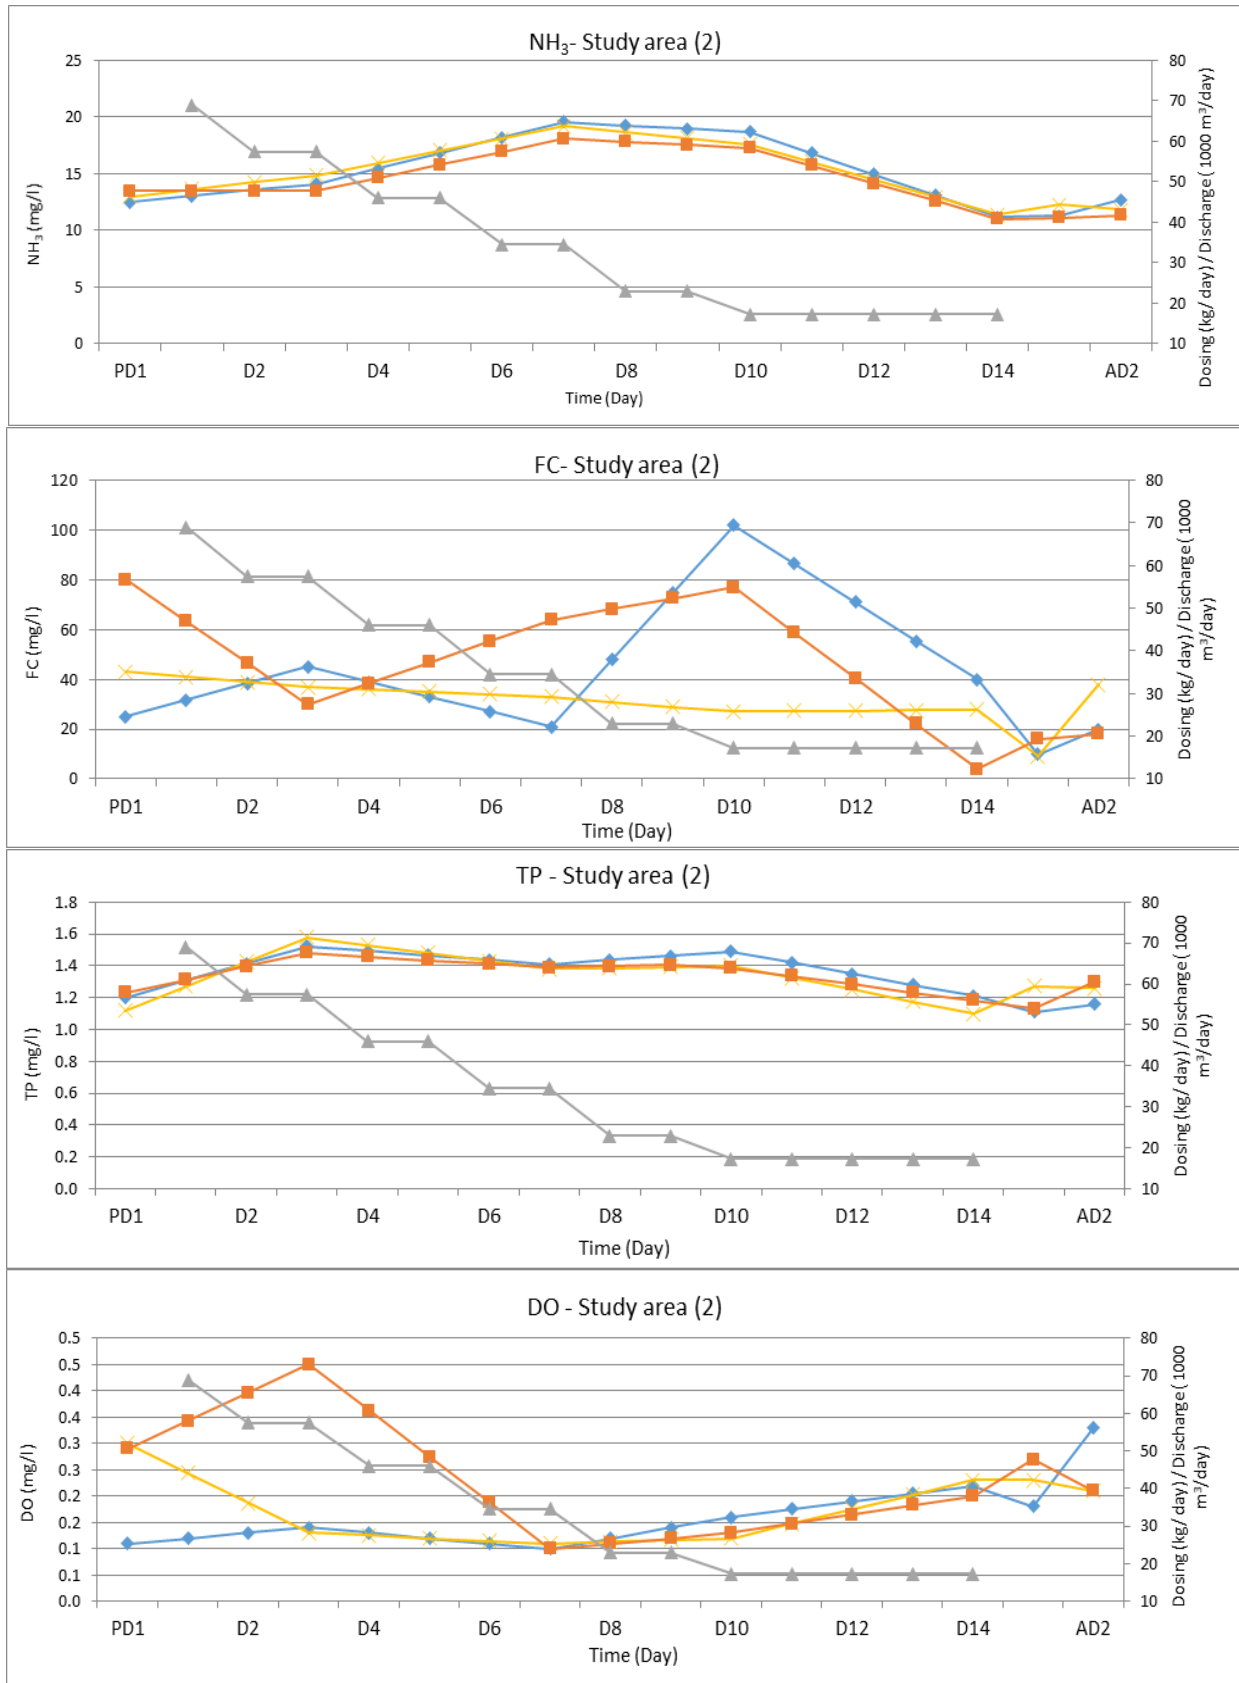 NH₃- Study area (2)
25
20
15
10
5
0
NH₃ (mg/l)
80
70
60
50
40
30
20
10
Dosing (kg/ day) / Discharge (1000 m³/day)
PD1 D2 D4 D6 D8 D10 D12 D14 AD2
Time (Day)
FC- Study area (2)
120
100
80
60
40
20
0
FC (mg/l)
80
70
60
50
40
30
20
10
Dosing (kg/ day) / Discharge ( 1000
m³/day)
PD1 D2 D4 D6 D8 D10 D12 D14 AD2
Time (Day)
TP - Study area (2)
1.8
1.6
1.4
1.2
1.0
0.8
0.6
0.4
0.2
0.0
TP (mg/l)
80
70
60
50
40
30
20
10
Dosing (kg/ day) / Discharge ( 1000
m³/day)
PD1 D2 D4 D6 D8 D10 D12 D14 AD2
Time (Day)
DO - Study area (2)
0.5
0.5
0.4
0.4
0.3
0.3
0.2
0.2
0.1
0.1
0.0
DO (mg/l)
80
70
60
50
40
30
20
10
Dosing (kg/ day) / Discharge ( 1000
m³/day)
PD1 D2 D4 D6 D8 D10 D12 D14 AD2
Time (Day)